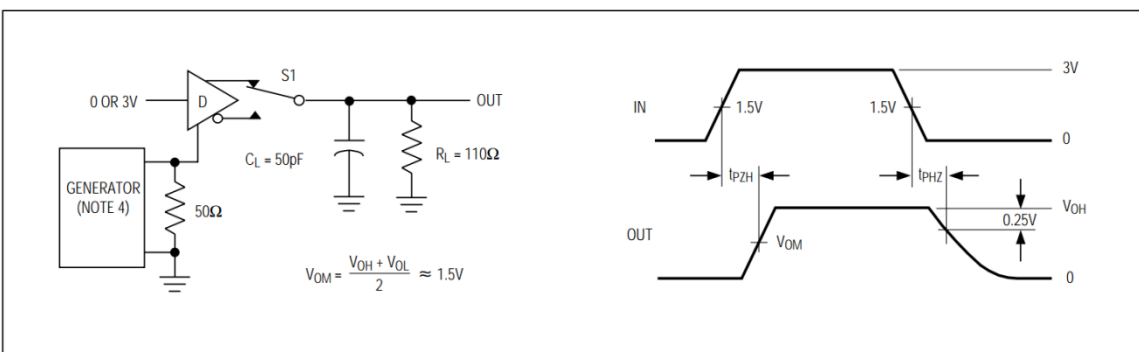 0 OR 3V
D
S1
OUT
C_L = 50pF
R_L = 110Ω
GENERATOR
(NOTE 4)
50Ω
V_OM = (V_OH + V_OL) / 2 ≈ 1.5V
3V
IN
1.5V
1.5V
0
t_PZH
t_PHZ
V_OH
0.25V
OUT
V_OM
0